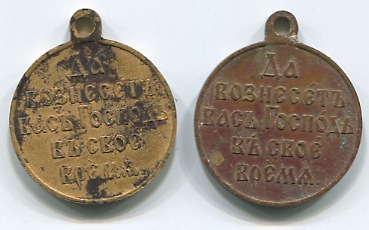 Да
вознесетъ
васъ Господь
въ свое
время.
Да
вознесетъ
васъ Господь
въ свое
время.